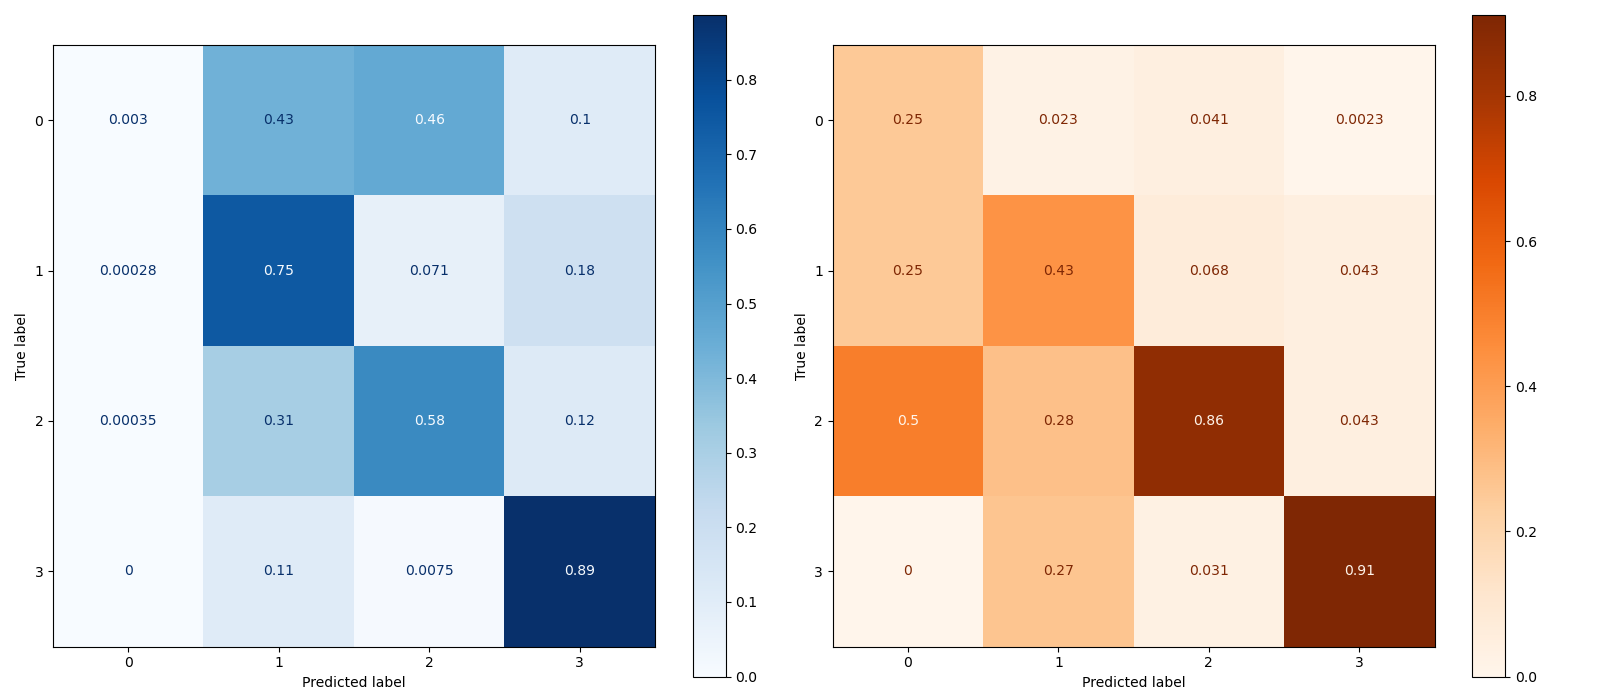 0.8
0.7
0.6
0.5
0.4
0.3
0.2
0.1
0.0
True label
0 0.003 0.43 0.46 0.1
1 0.00028 0.75 0.071 0.18
2 0.00035 0.31 0.58 0.12
3 0 0.11 0.0075 0.89
0 1 2 3
Predicted label
0.8
0.6
0.4
0.2
0.0
True label
0 0.25 0.023 0.041 0.0023
1 0.25 0.43 0.068 0.043
2 0.5 0.28 0.86 0.043
3 0 0.27 0.031 0.91
0 1 2 3
Predicted label